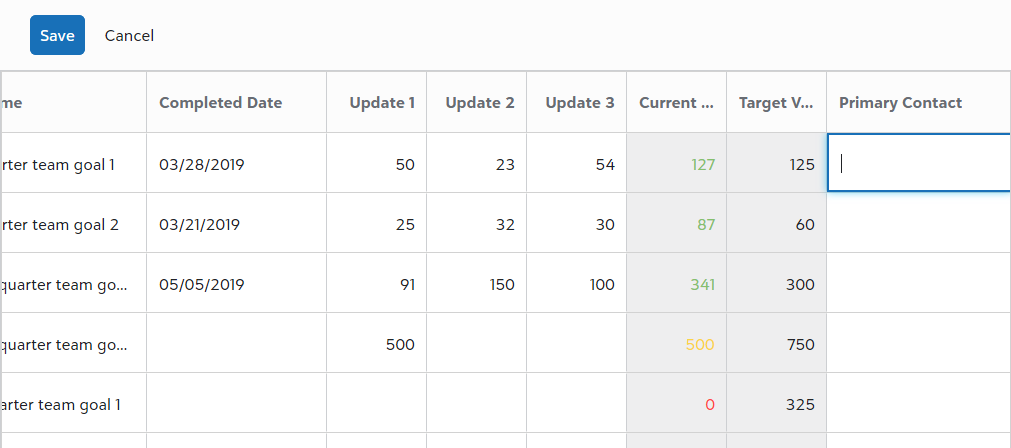 Save Cancel
me Completed Date Update 1 Update 2 Update 3 Current ... Target V... Primary Contact
rter team goal 1 03/28/2019 50 23 54 127 125
rter team goal 2 03/21/2019 25 32 30 87 60
quarter team go... 05/05/2019 91 150 100 341 300
quarter team go... 500 500 750
arter team goal 1 0 325